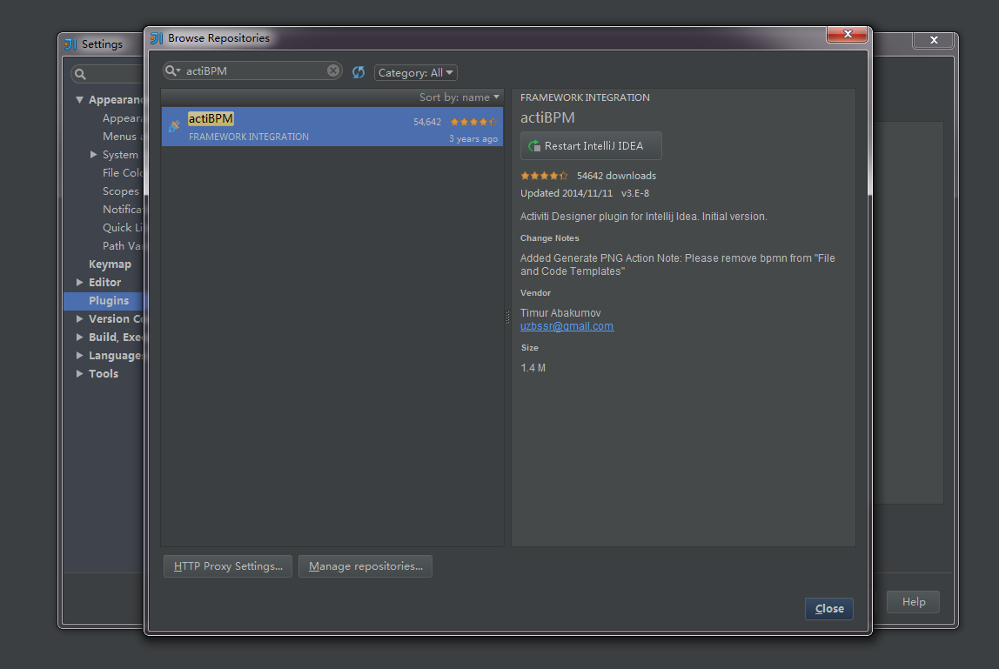 Settings
Browse Repositories
actiBPM
Category: All
Sort by: name
actiBPM
54,642
FRAMEWORK INTEGRATION
3 years ago
FRAMEWORK INTEGRATION
actiBPM
Restart IntelliJ IDEA
54642 downloads
Updated 2014/11/11 v3.E-8
Activiti Designer plugin for Intellij Idea. Initial version.
Change Notes
Added Generate PNG Action Note: Please remove bpmn from "File
and Code Templates"
Vendor
Timur Abakumov
uzbssr@gmail.com
Size
1.4 M
Appearan
Appeara
Menus a
System
File Colo
Scopes
Notifica
Quick Li
Path Var
Keymap
Editor
Plugins
Version Co
Build, Exe
Languages
Tools
HTTP Proxy Settings...
Manage repositories...
Close
Help